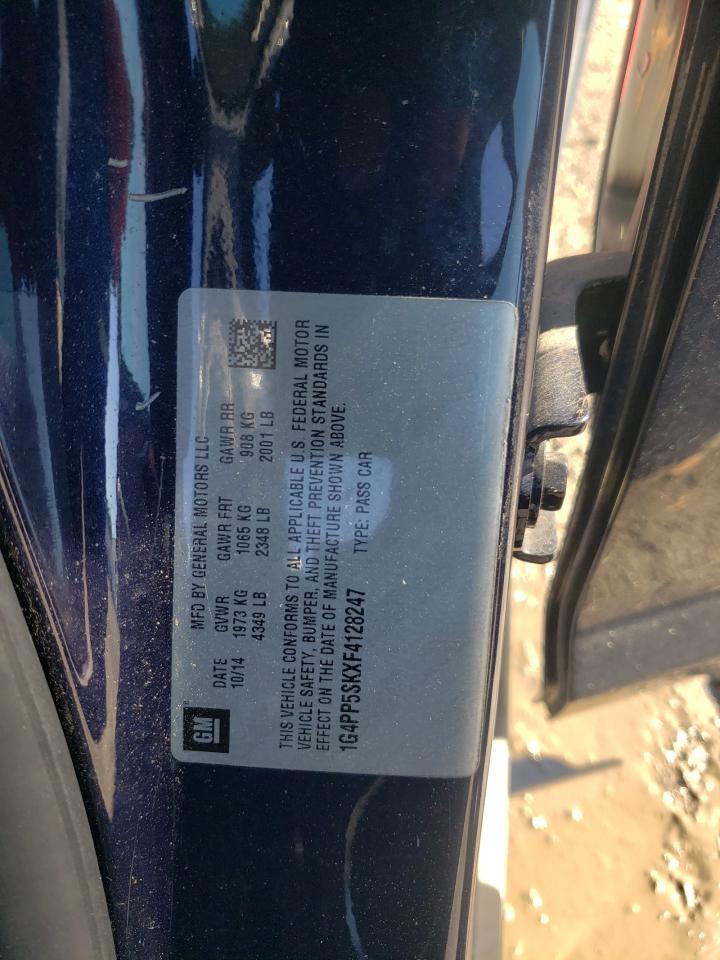 GM
MFD BY GENERAL MOTORS LLC
DATE GVWR GAWR FRT GAWR RR
10/14 1973 KG 1065 KG 908 KG
4349 LB 2348 LB 2001 LB
THIS VEHICLE CONFORMS TO ALL APPLICABLE U.S. FEDERAL MOTOR
VEHICLE SAFETY, BUMPER, AND THEFT PREVENTION STANDARDS IN
EFFECT ON THE DATE OF MANUFACTURE SHOWN ABOVE.
1G4PP5SKXF4128247 TYPE: PASS CAR